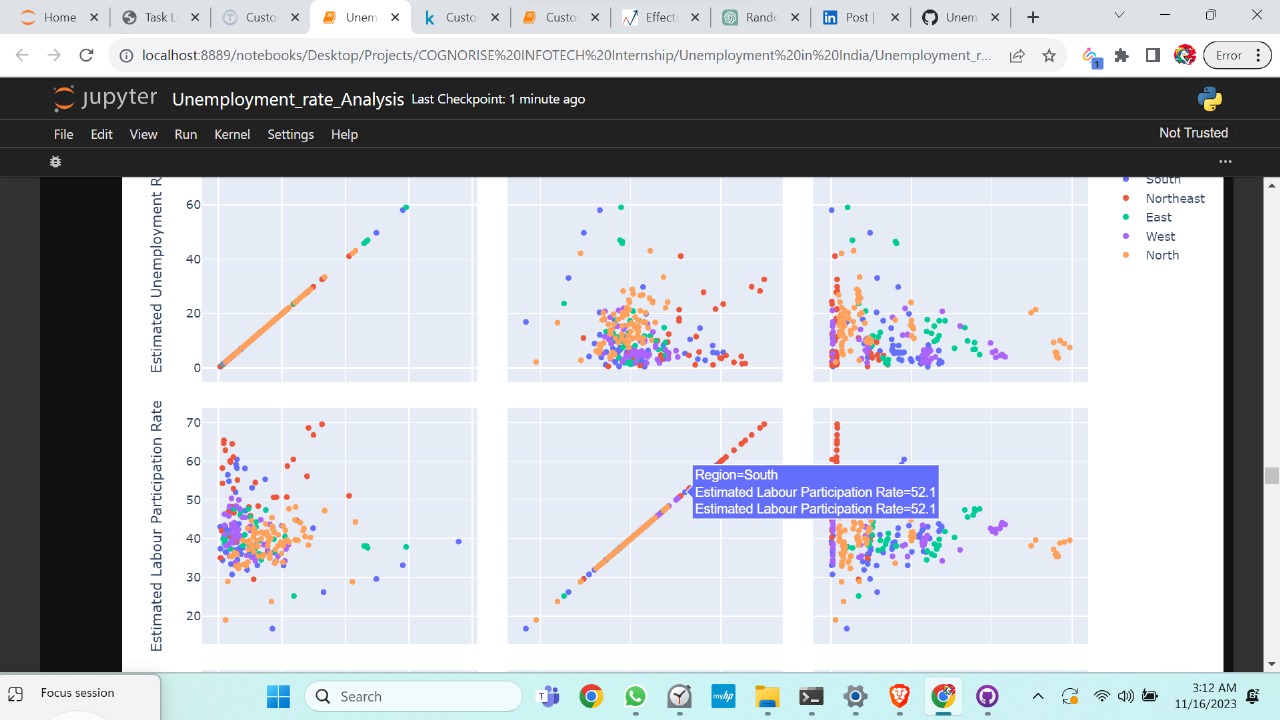 Home
Task Li
Custo
Unem
Custo
Custo
Effecti
Rando
Post |
Unem
localhost:8889/notebooks/Desktop/Projects/COGNORISE%20INFOTECH%20Internship/Unemployment%20in%20India/Unemployment_r...
1
Error
jupyter Unemployment_rate_Analysis Last Checkpoint: 1 minute ago
File Edit View Run Kernel Settings Help
Not Trusted
Estimated Unemployment R
60
40
20
0
South
Northeast
East
West
North
Estimated Labour Participation Rate
70
60
50
40
30
20
Region=South
Estimated Labour Participation Rate=52.1
Estimated Labour Participation Rate=52.1
Focus session
Search
3:12 AM
11/16/2023